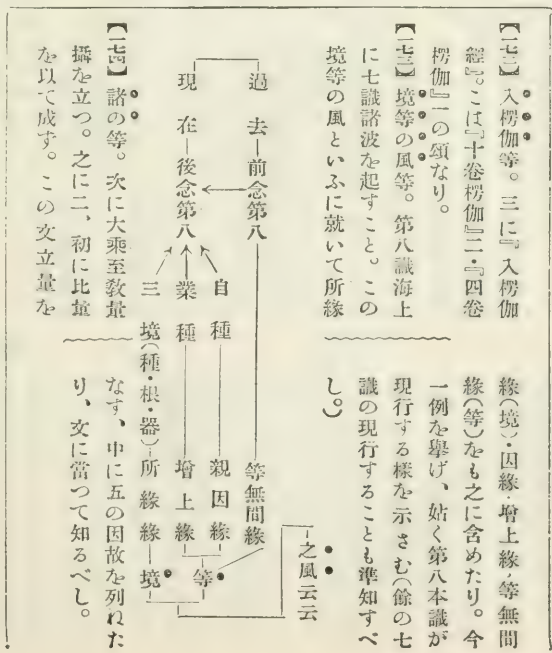 【一七二】 入楞伽等。三に『入楞伽
經』。こは『十卷楞伽』二・『四卷
楞伽』一の頌なり。
【一七三】 境等の風等。第八識海上
に七識諸波を起すこと。この
境等の風といふに就いて所緣
緣(境)・因緣・增上緣・等無間
緣(等)をも之に含めたり。今
一例を擧げ、姑く第八本識が
現行する樣を示さむ(餘の七
識の現行することも準知すべ
し。)
過去—前念第八—等無間緣
現在—後念第八
自種—親因緣
業種—增上緣
三境(種・根・器)—所緣緣—境
等
之風云云
【一七四】 諸の等。次に大乘至敎量
攝を立つ。之に二、初に比量
を以て成す。この文立量を
なす、中に五の因故を列ねた
り、文に當つて知るべし。